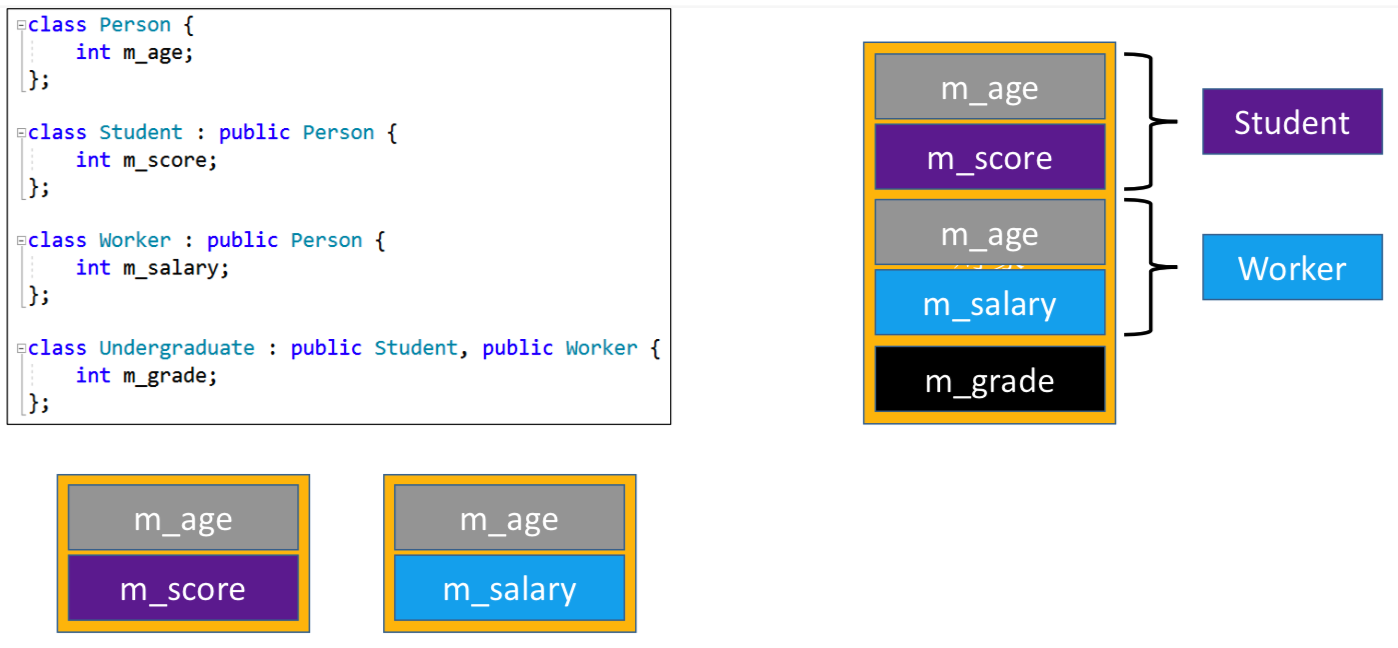 class Person {
    int m_age;
};
class Student : public Person {
    int m_score;
};
class Worker : public Person {
    int m_salary;
};
class Undergraduate : public Student, public Worker {
    int m_grade;
};
m_age
m_score
m_age
m_salary
m_grade
Student
Worker
m_age
m_score
m_age
m_salary